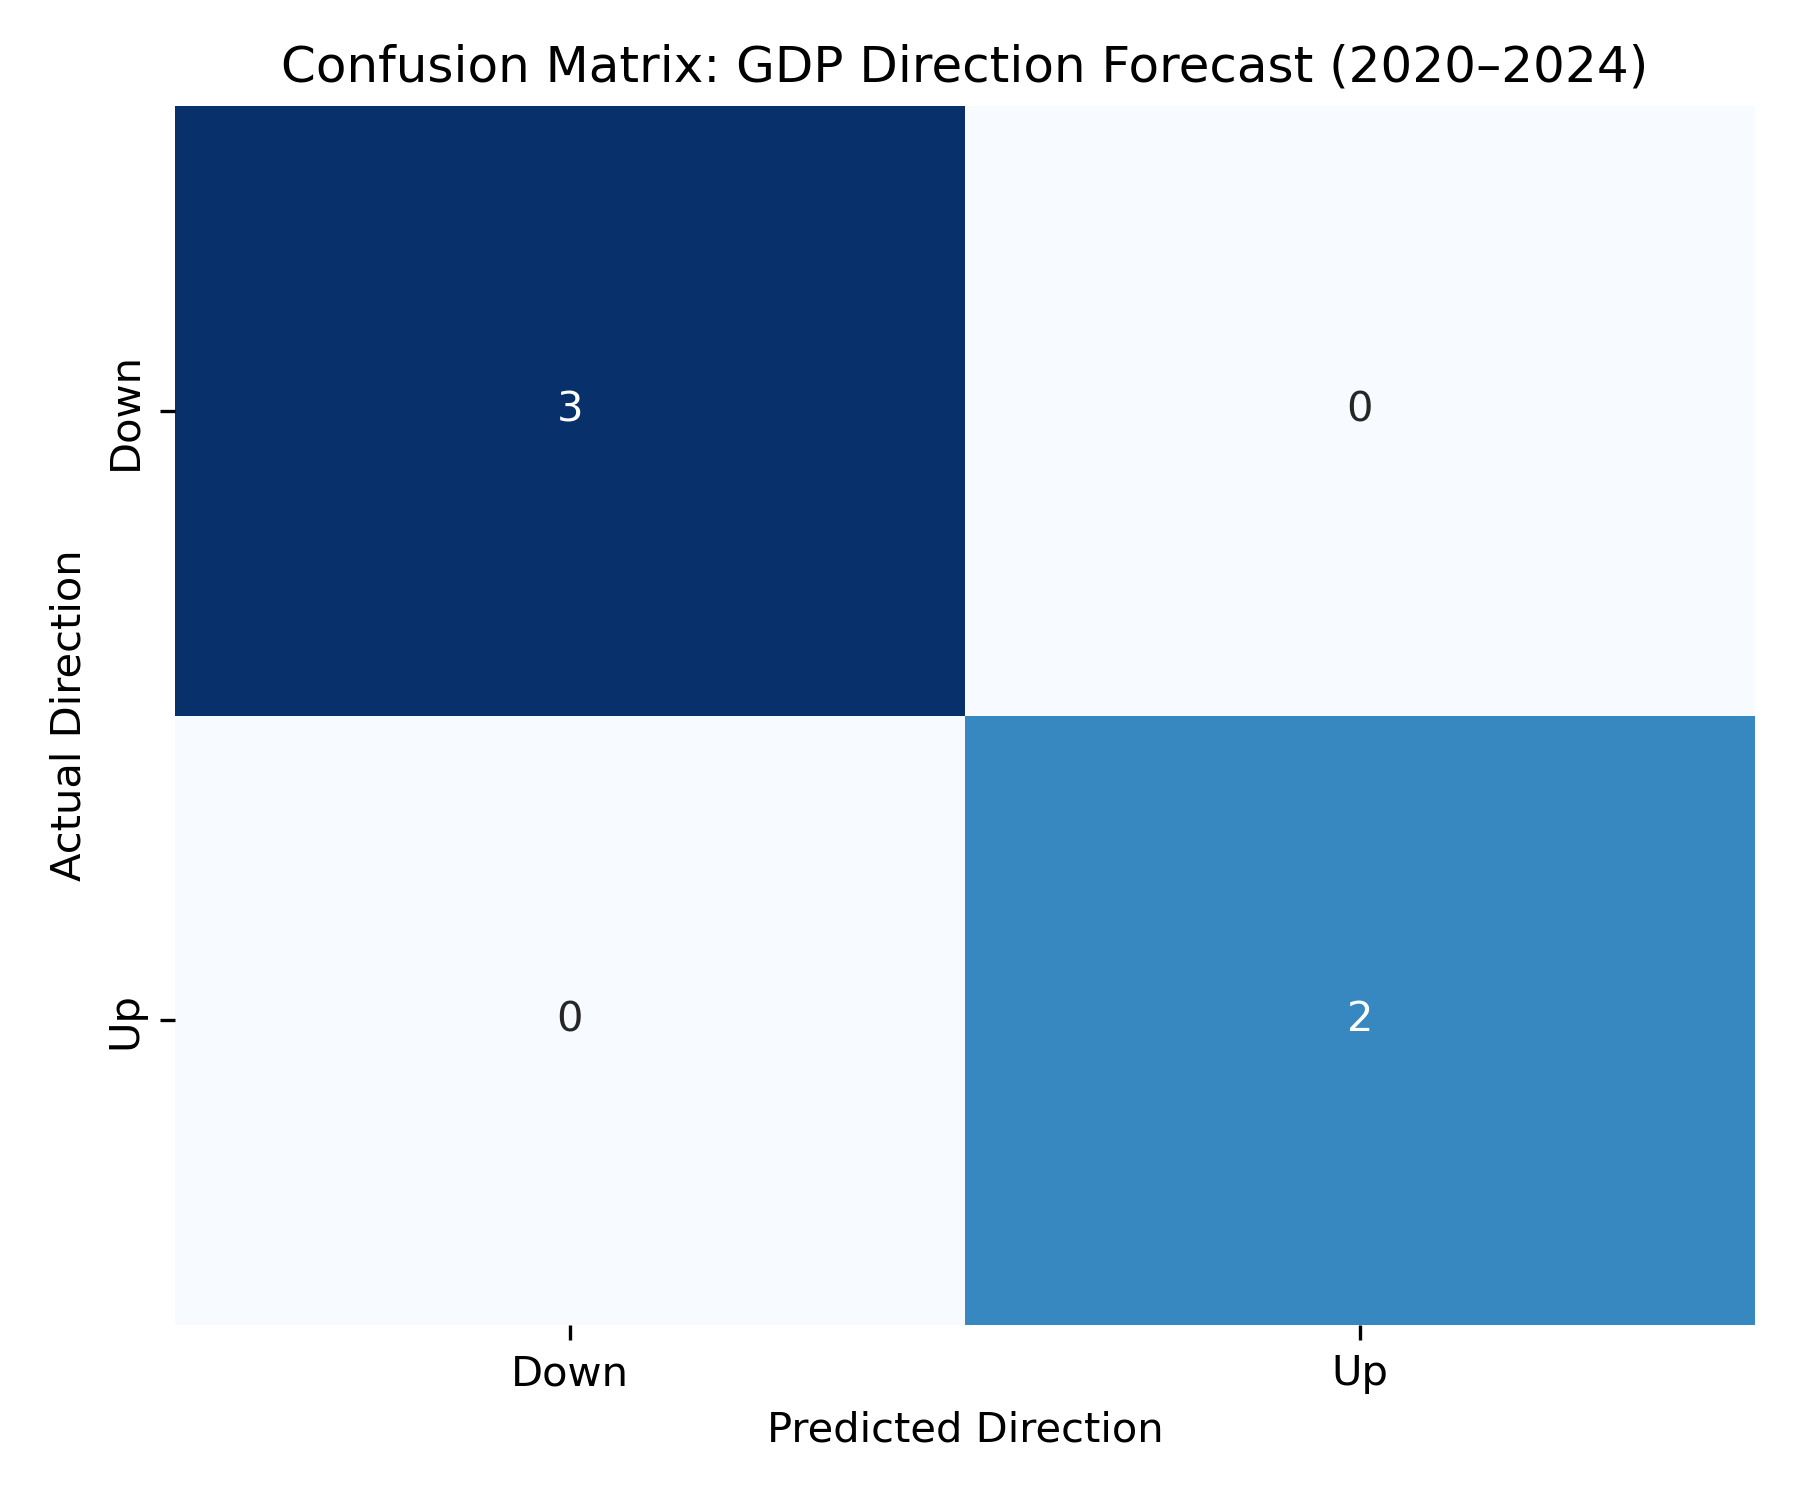 Confusion Matrix: GDP Direction Forecast (2020–2024)
Actual Direction
Down
3
0
Up
0
2
Down
Up
Predicted Direction